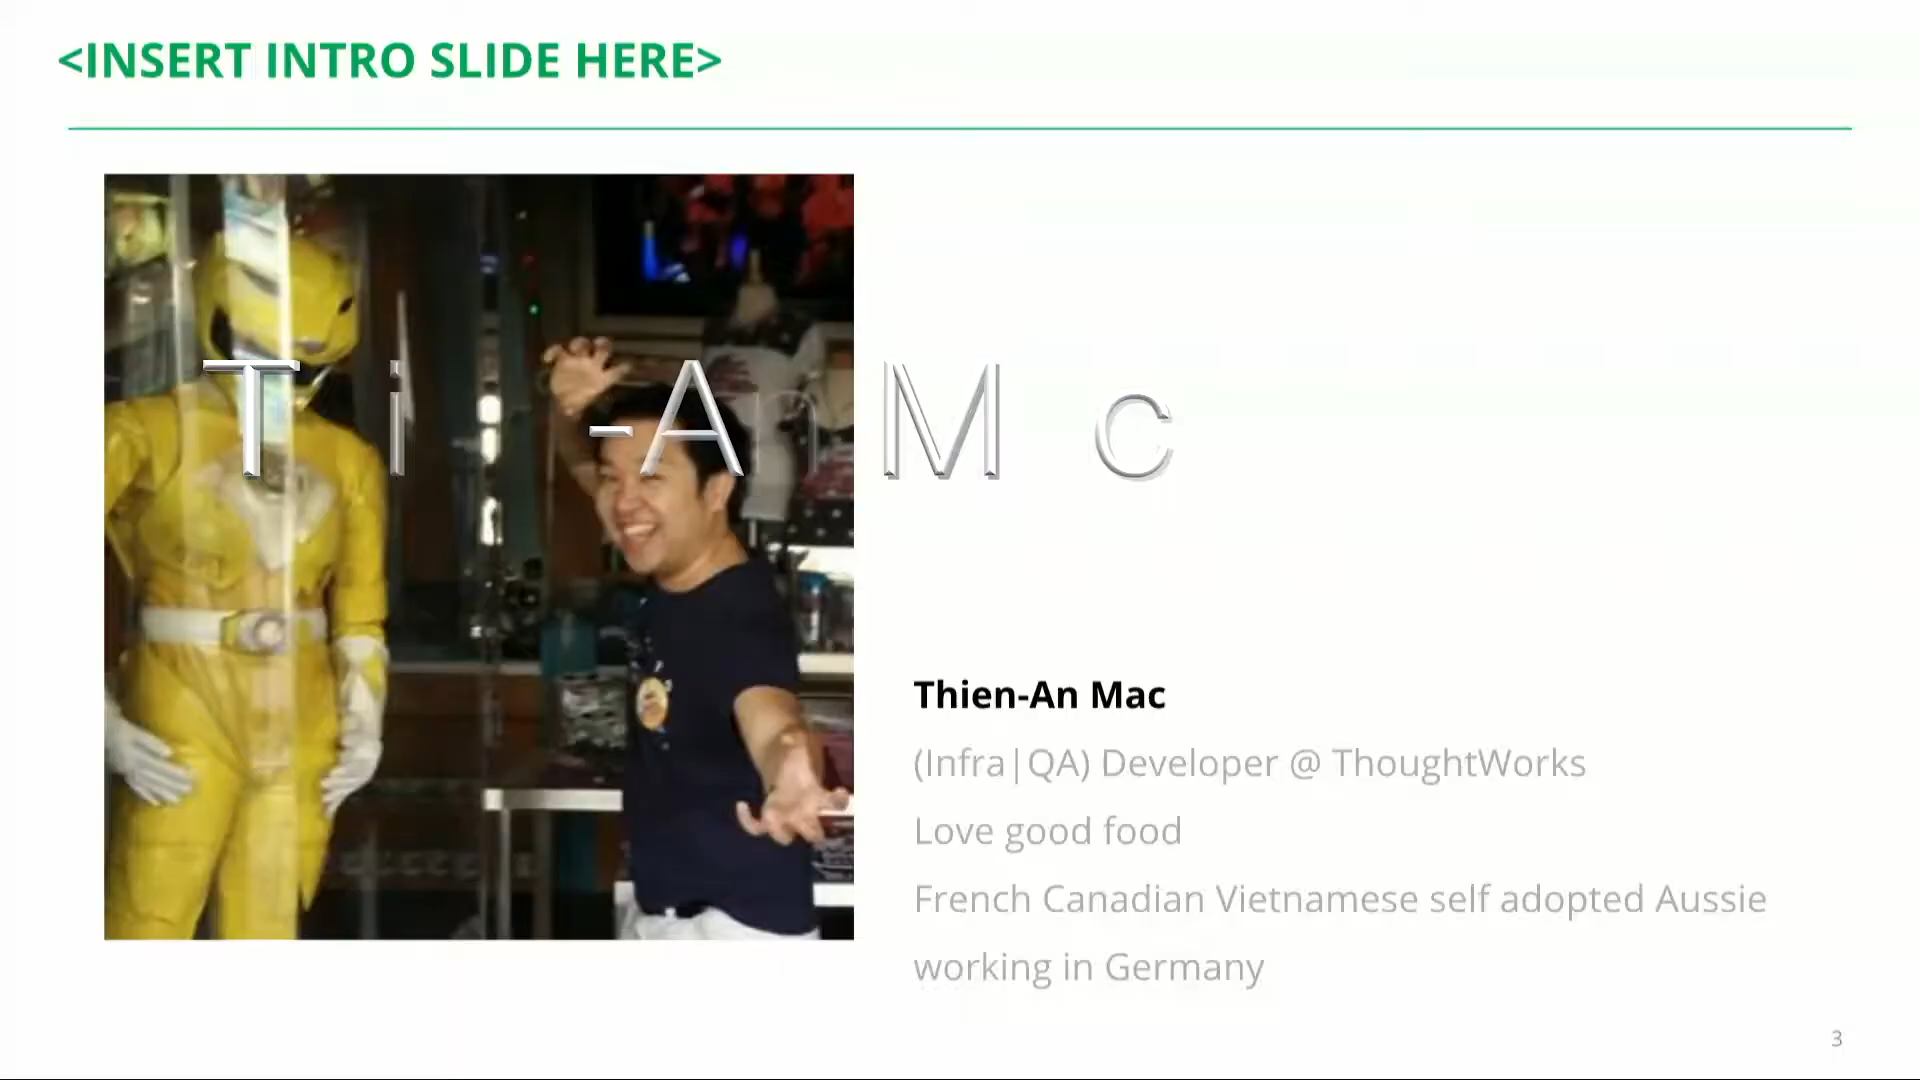 <INSERT INTRO SLIDE HERE>
T i -An M c
Thien-An Mac
(Infra|QA) Developer @ ThoughtWorks
Love good food
French Canadian Vietnamese self adopted Aussie
working in Germany
3